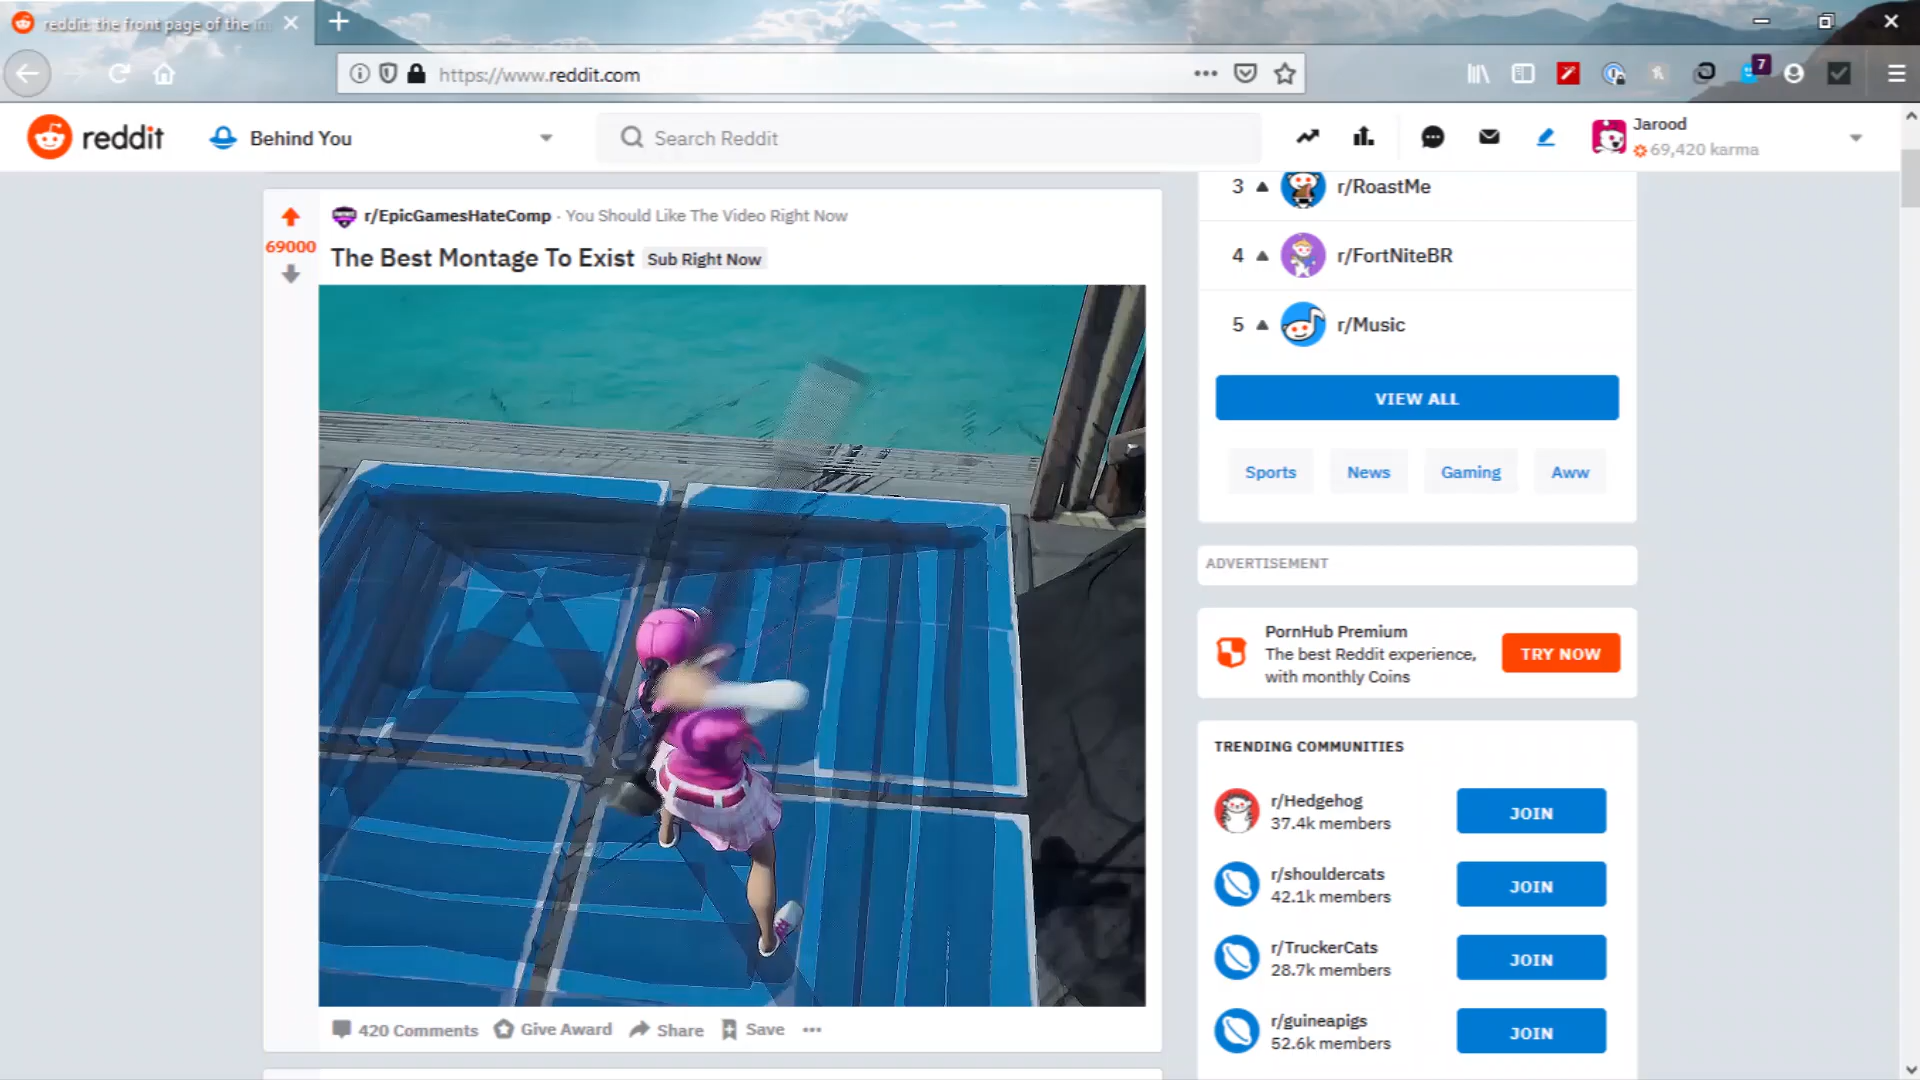 reddit: the front page of the in
7
https://www.reddit.com
reddit
Behind You
Search Reddit
Jarood
69,420 karma
r/EpicGamesHateComp · You Should Like The Video Right Now
69000
The Best Montage To Exist
Sub Right Now
420 Comments
Give Award
Share
Save
3 r/RoastMe
4 r/FortNiteBR
5 r/Music
VIEW ALL
Sports News Gaming Aww
ADVERTISEMENT
PornHub Premium
The best Reddit experience,
with monthly Coins
TRY NOW
TRENDING COMMUNITIES
r/Hedgehog
37.4k members
JOIN
r/shouldercats
42.1k members
JOIN
r/TruckerCats
28.7k members
JOIN
r/guineapigs
52.6k members
JOIN